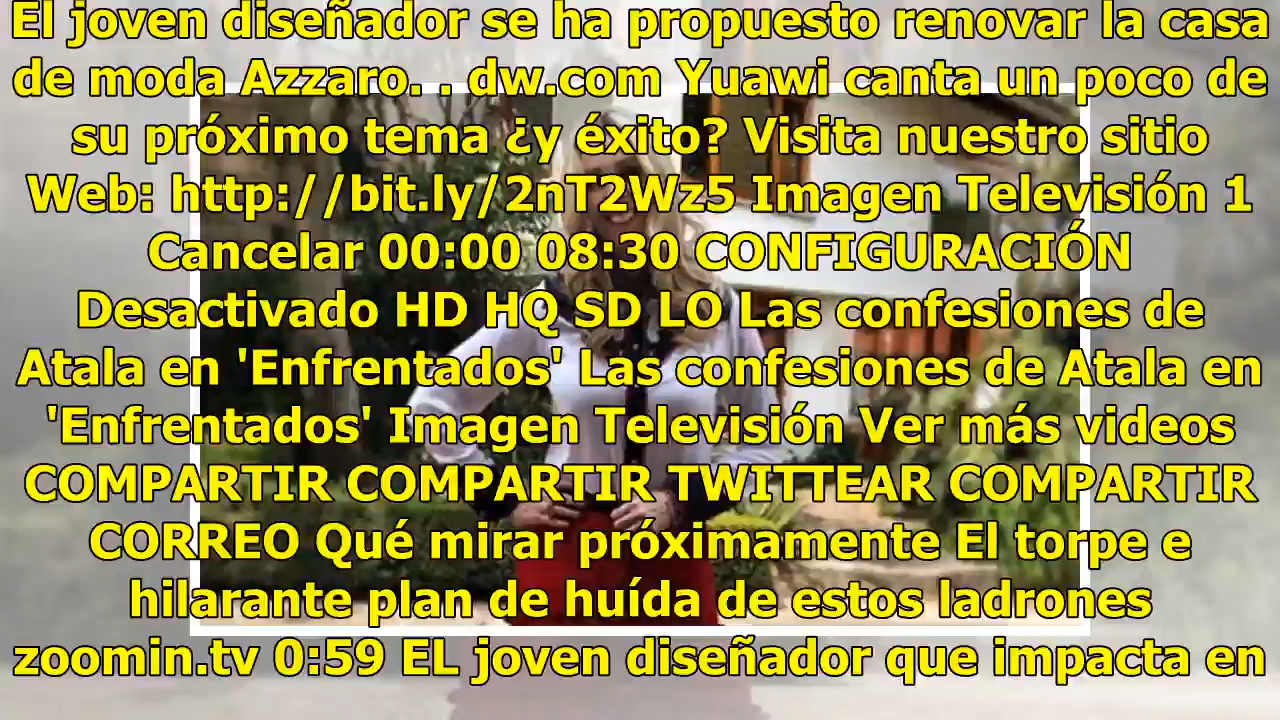 El joven diseñador se ha propuesto renovar la casa
de moda Azzaro. . dw.com Yuawi canta un poco de
su próximo tema ¿y éxito? Visita nuestro sitio
Web: http://bit.ly/2nT2Wz5 Imagen Televisión 1
Cancelar 00:00 08:30 CONFIGURACIÓN
Desactivado HD HQ SD LO Las confesiones de
Atala en 'Enfrentados' Las confesiones de Atala en
'Enfrentados' Imagen Televisión Ver más videos
COMPARTIR COMPARTIR TWITTEAR COMPARTIR
CORREO Qué mirar próximamente El torpe e
hilarante plan de huída de estos ladrones
zoomin.tv 0:59 EL joven diseñador que impacta en